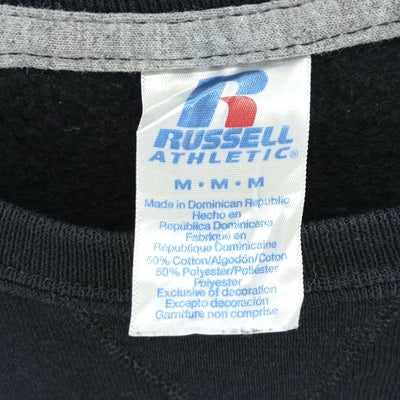 R
RUSSELL
ATHLETIC®
M • M • M
Made in Dominican Republic
Hecho en
República Dominicana
Fabriqué en
République Dominicaine
50% Cotton/Algodón/Coton
50% Polyester/Poliéster
Polyester
Exclusive of decoration
Excepto decoración
Garniture non comprise